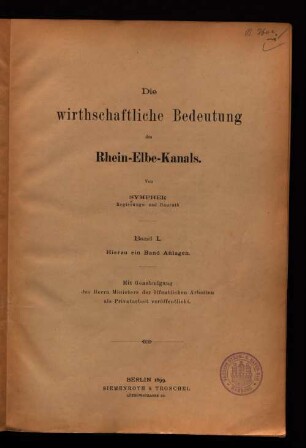 Die
wirthschaftliche Bedeutung
des
Rhein-Elbe-Kanals.
Von
SYMPHER
Regierungs- und Baurath
Band I.
Hierzu ein Band Anlagen.
Mit Genehmigung
des Herrn Ministers der öffentlichen Arbeiten
als Privatarbeit veröffentlicht.
BERLIN 1899.
SIEMENROTH & TROSCHEL